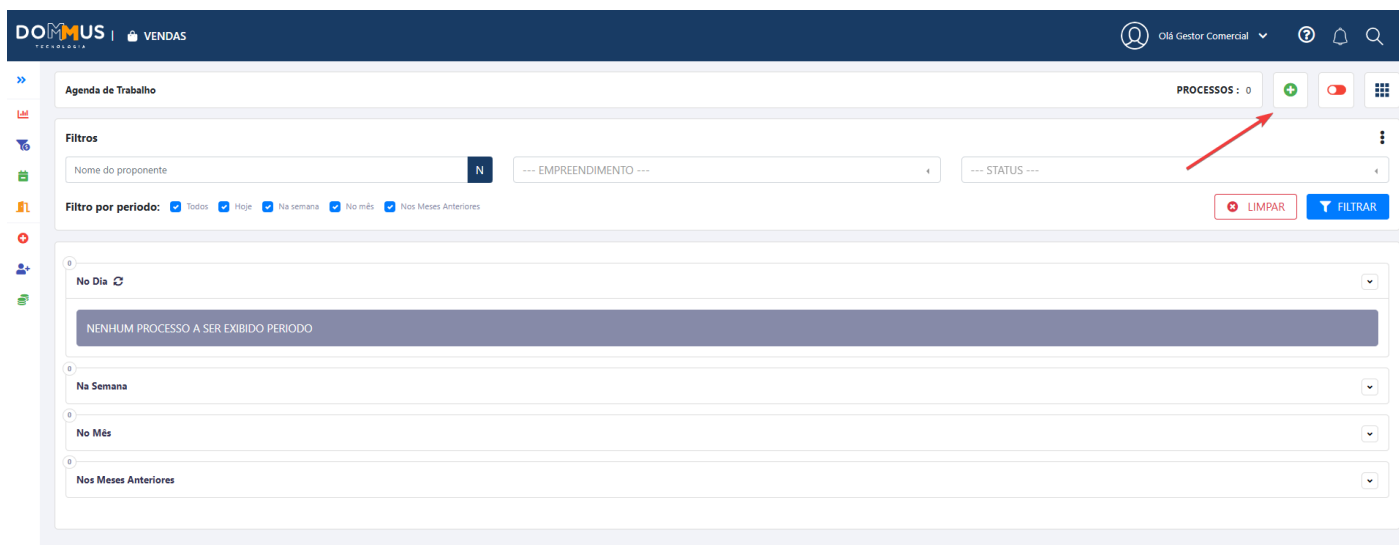 DOMMUS | VENDAS
TECNOLOGIA
Olá Gestor Comercial
Agenda de Trabalho
PROCESSOS : 0
Filtros
Nome do proponente
N
--- EMPREENDIMENTO ---
--- STATUS ---
Filtro por periodo: Todos Hoje Na semana No mês Nos Meses Anteriores
LIMPAR
FILTRAR
0
No Dia
NENHUM PROCESSO A SER EXIBIDO PERIODO
0
Na Semana
0
No Mês
0
Nos Meses Anteriores